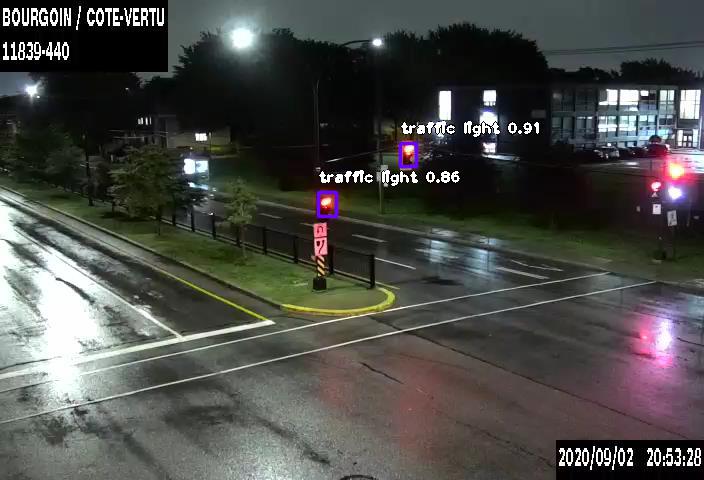 BOURGOIN / COTE-VERTU
11839-440
traffic light 0.91
traffic light 0.86
2020/09/02 20:53:28